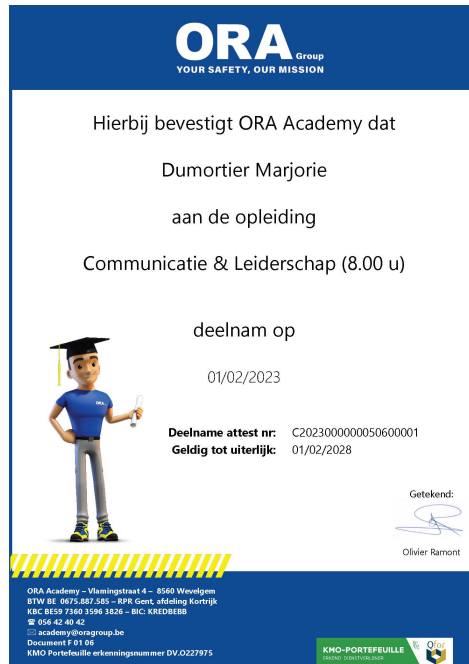 ORA Group
YOUR SAFETY, OUR MISSION
Hierbij bevestigt ORA Academy dat
Dumortier Marjorie
aan de opleiding
Communicatie & Leiderschap (8.00 u)
deelnam op
01/02/2023
ORA
Deelname attest nr: C2023000000050600001
Geldig tot uiterlijk: 01/02/2028
Getekend:
Olivier Ramont
ORA Academy – Vlamingstraat 4 – 8560 Wevelgem
BTW BE 0675.887.585 – RPR Gent, afdeling Kortrijk
KBC BE59 7360 3596 3826 – BIC: KREDBEBB
☎ 056 42 40 42
✉ academy@oragroup.be
Document F 01 06
KMO Portefeuille erkenningsnummer DV.O227975
KMO-PORTEFEUILLE
ERKEND DIENSTVERLENER
Qfor